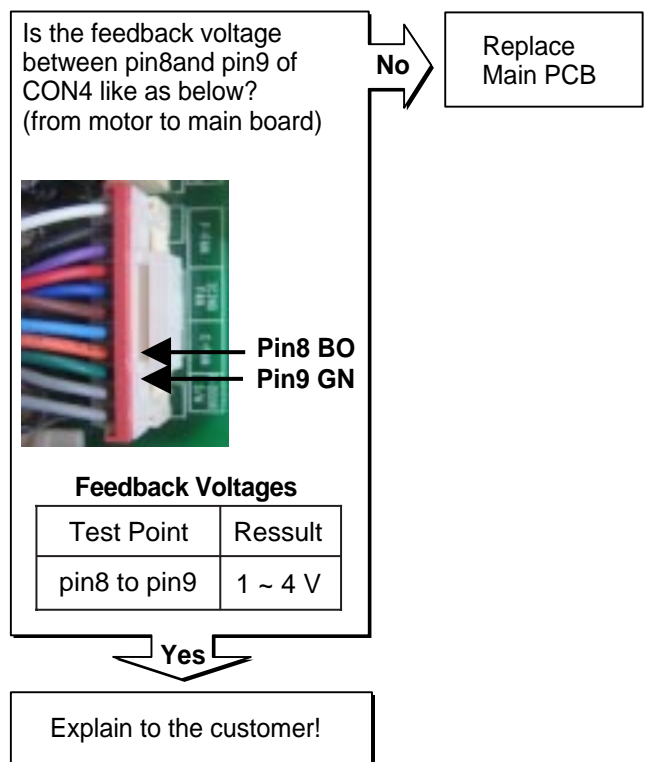 Is the feedback voltage
between pin8and pin9 of
CON4 like as below?
(from motor to main board)
No
Replace
Main PCB
Pin8 BO
Pin9 GN
Feedback Voltages
Test Point Ressult
pin8 to pin9 1 ~ 4 V
Yes
Explain to the customer!